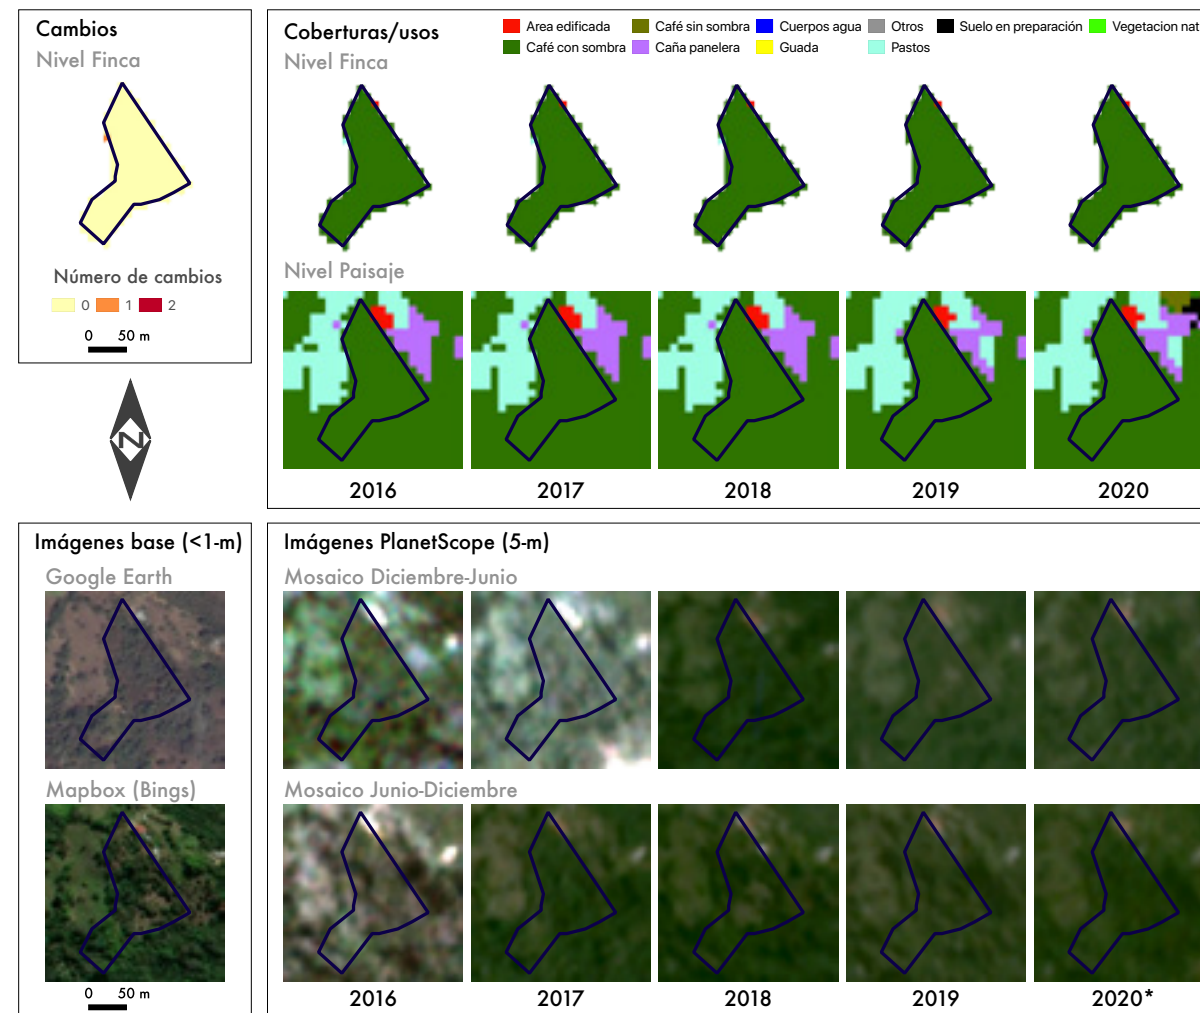 Cambios
Nivel Finca
Número de cambios
0 1 2
0 50 m
N
Coberturas/usos
Nivel Finca
Area edificada Café sin sombra Cuerpos agua Otros Suelo en preparación Vegetacion nat
Café con sombra Caña panelera Guada Pastos
Nivel Paisaje
2016 2017 2018 2019 2020
Imágenes base (<1-m)
Google Earth
Mapbox (Bings)
0 50 m
Imágenes PlanetScope (5-m)
Mosaico Diciembre-Junio
Mosaico Junio-Diciembre
2016 2017 2018 2019 2020*